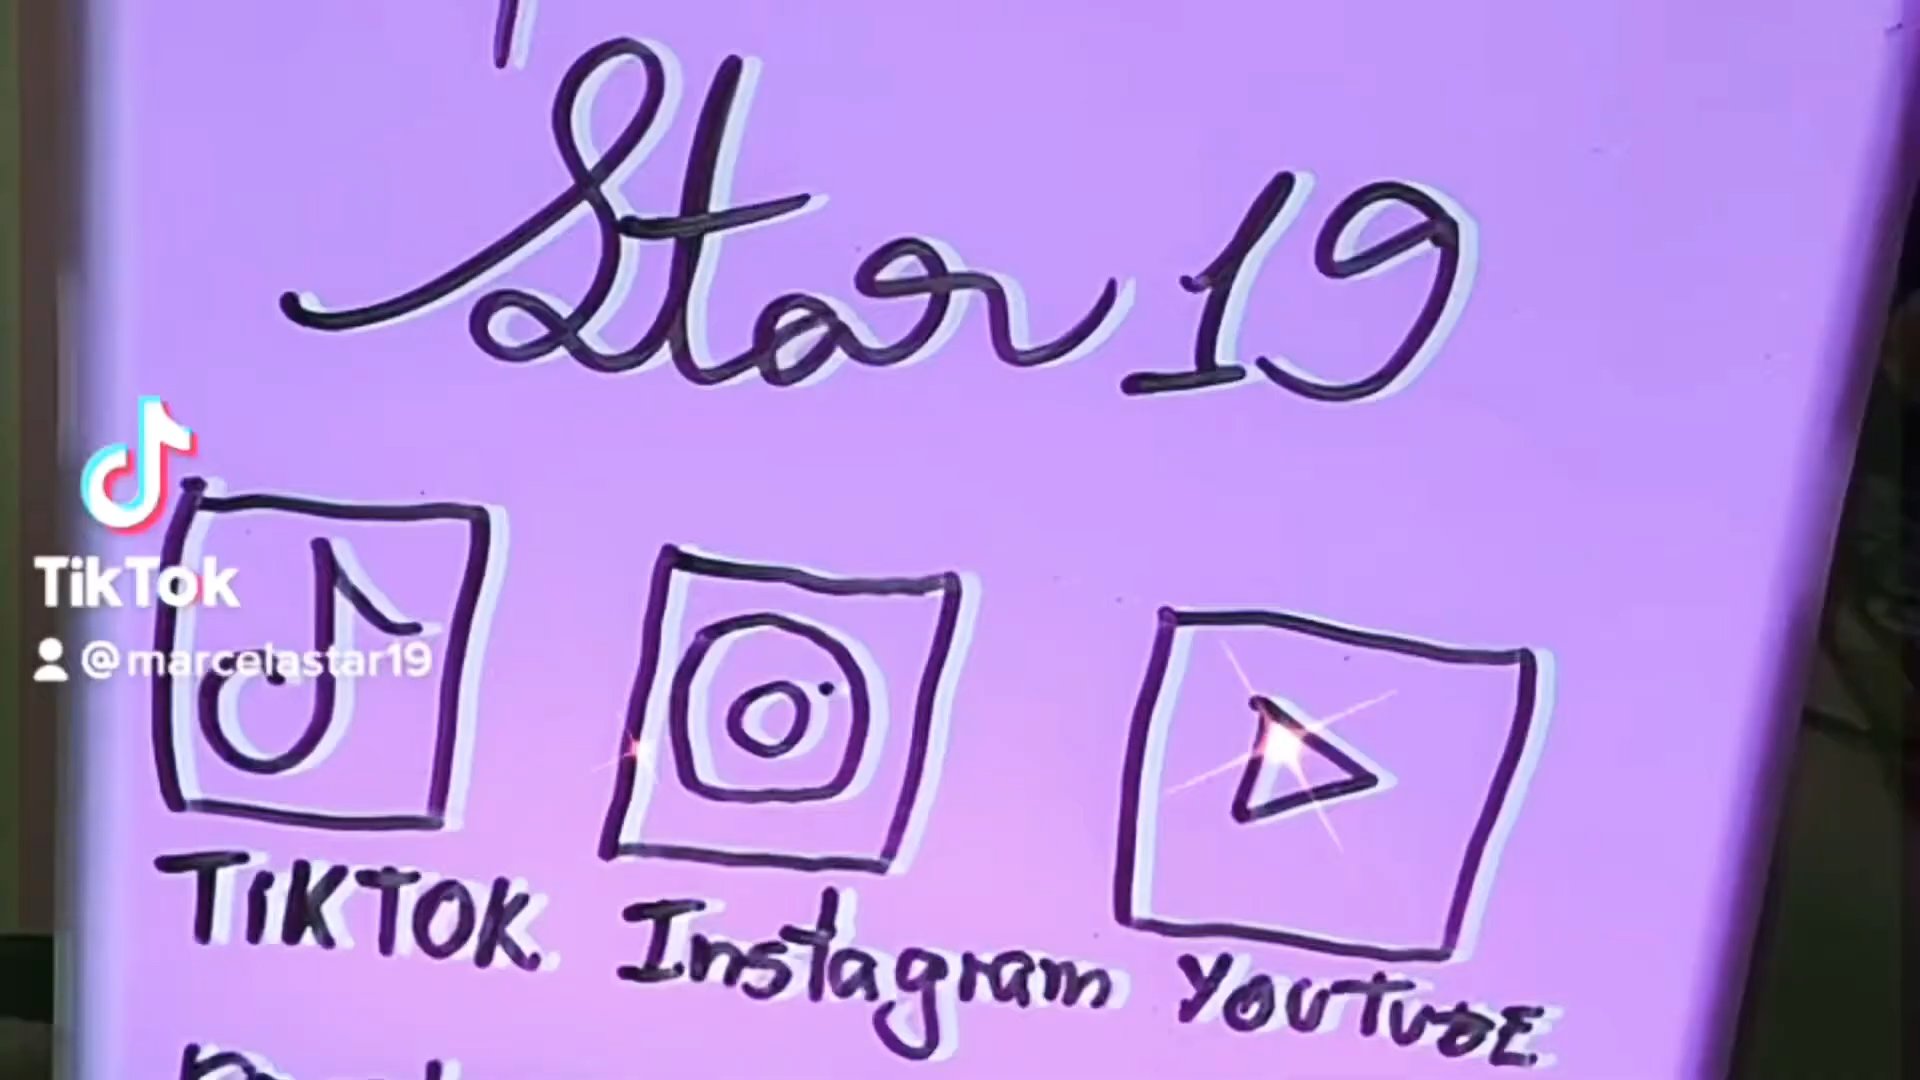 Star 19
TikTok
@marcelastar19
TIKTOK
Instagram
YouTuBE